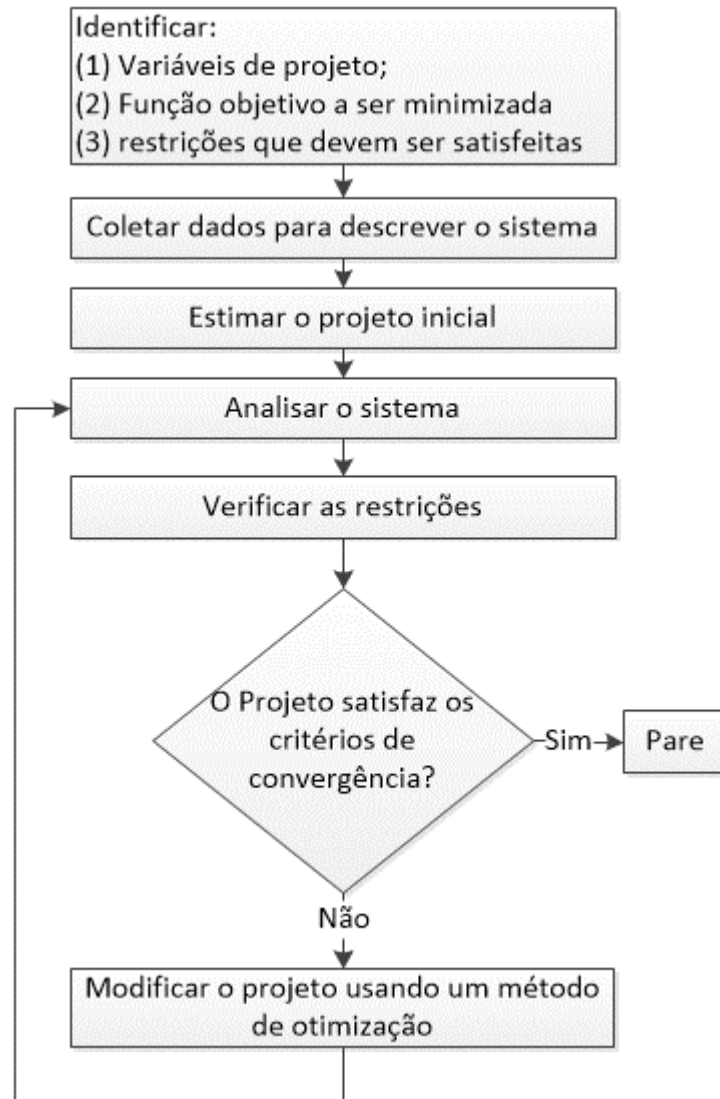 Identificar:
(1) Variáveis de projeto;
(2) Função objetivo a ser minimizada
(3) restrições que devem ser satisfeitas
Coletar dados para descrever o sistema
Estimar o projeto inicial
Analisar o sistema
Verificar as restrições
O Projeto satisfaz os
critérios de
convergência?
Sim
Pare
Não
Modificar o projeto usando um método
de otimização